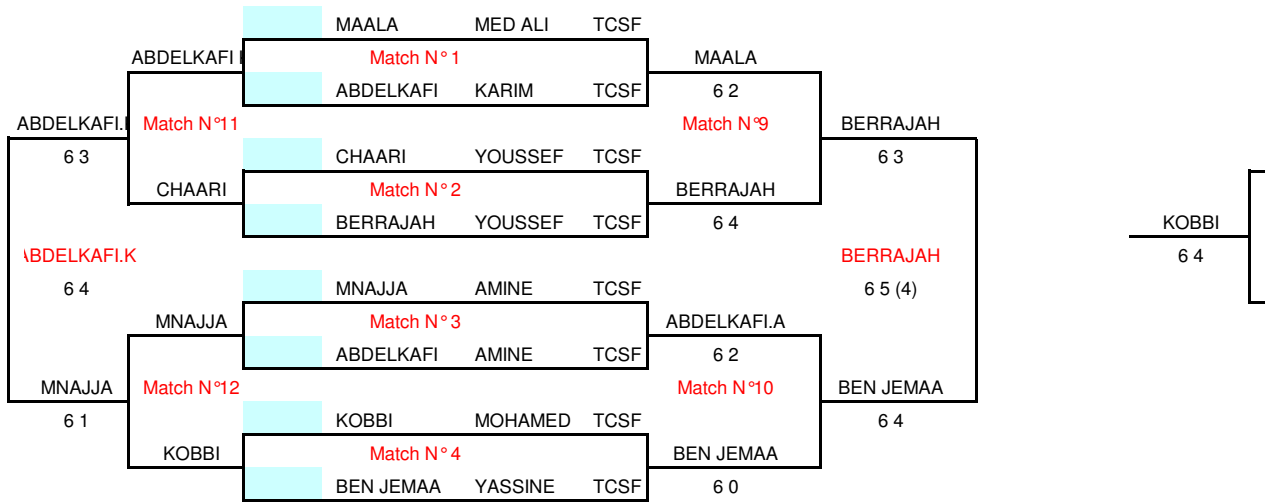 MAALA MED ALI TCSF
ABDELKAFI Match N° 1 MAALA
ABDELKAFI KARIM TCSF 6 2
ABDELKAFI. Match N°11 Match N°9 BERRAJAH
6 3 CHAARI YOUSSEF TCSF 6 3
CHAARI Match N° 2 BERRAJAH
BERRAJAH YOUSSEF TCSF 6 4 KOBBI
ABDELKAFI.K BERRAJAH 6 4
6 4 MNAJJA AMINE TCSF 6 5 (4)
MNAJJA Match N° 3 ABDELKAFI.A
ABDELKAFI AMINE TCSF 6 2
MNAJJA Match N°12 Match N°10 BEN JEMAA
6 1 KOBBI MOHAMED TCSF 6 4
KOBBI Match N° 4 BEN JEMAA
BEN JEMAA YASSINE TCSF 6 0